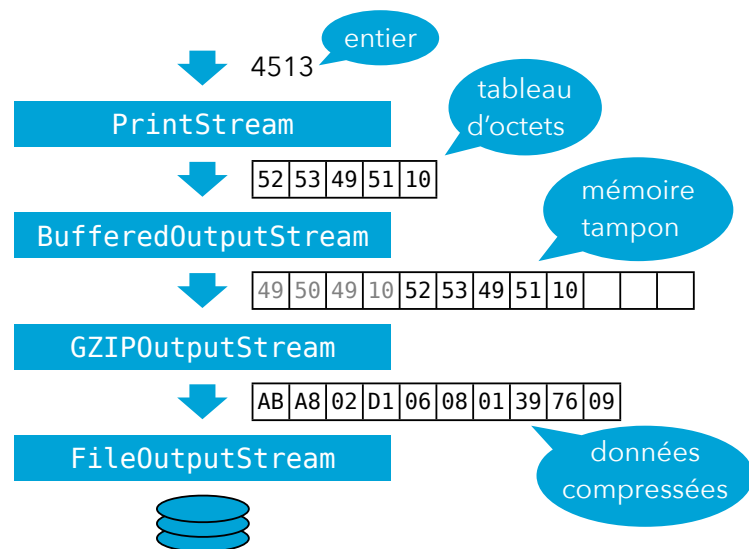 entier
4513
PrintStream
tableau
d’octets
52 53 49 51 10
mémoire
tampon
BufferedOutputStream
49 50 49 10 52 53 49 51 10
GZIPOutputStream
AB A8 02 D1 06 08 01 39 76 09
FileOutputStream
données
compressées